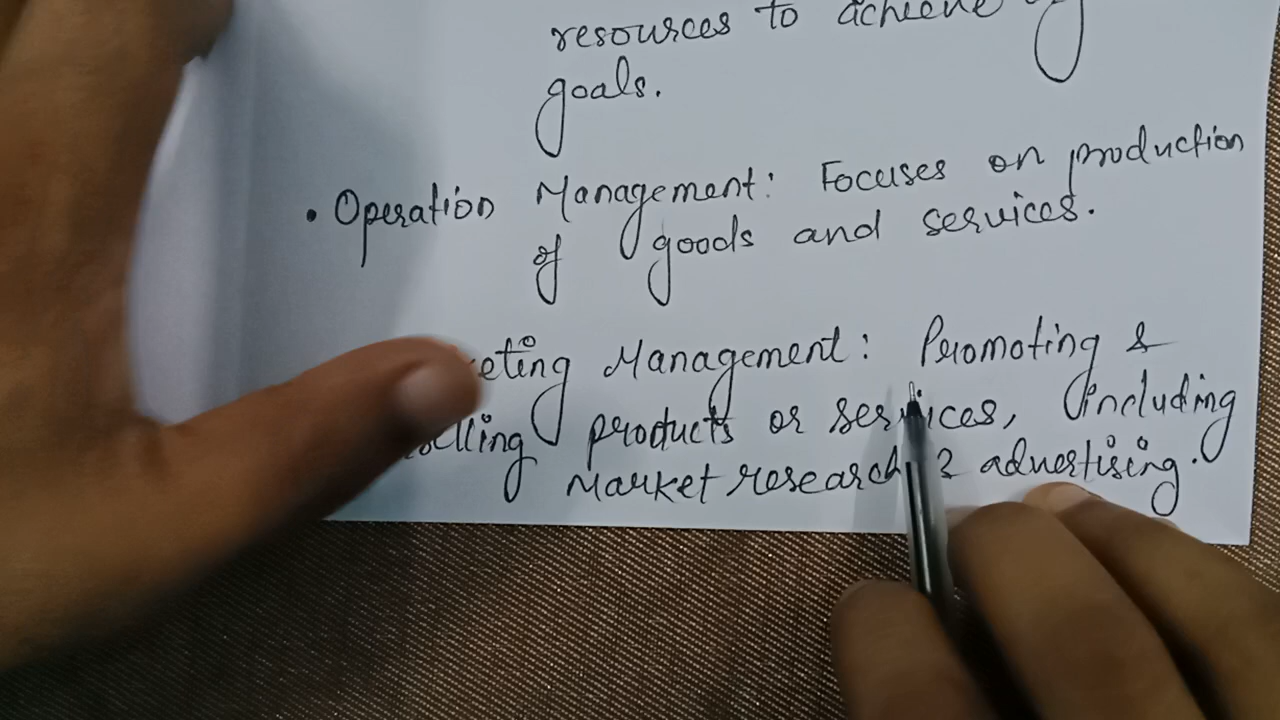 resources to achieve
goals.
• Operation Management: Focuses on production
of goods and services.
Management: Promoting &
selling products or services, including
Market research & advertising.